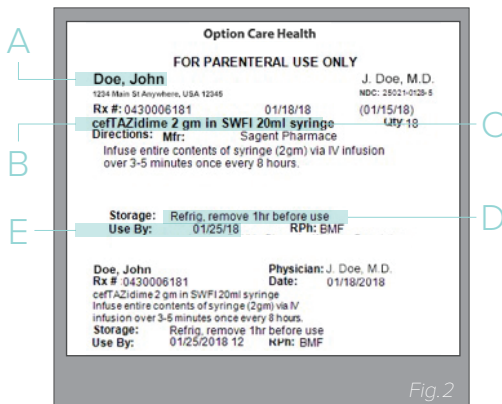 Option Care Health
FOR PARENTERAL USE ONLY
A
Doe, John J. Doe, M.D.
1234 Main St Anywhere, USA 12345 NDC: 25021-0128-5
Rx #: 0430006181 01/18/18 (01/15/18)
B cefTAZidime 2 gm in SWFI 20ml syringe Qty 18 C
Directions: Mfr: Sagent Pharmace
Infuse entire contents of syringe (2gm) via IV infusion
over 3-5 minutes once every 8 hours.
Storage: Refrig, remove 1hr before use D
E Use By: 01/25/18 RPh: BMF
Doe, John Physician: J. Doe, M.D.
Rx # :0430006181 Date: 01/18/2018
cefTAZidime 2 gm in SWFI 20ml syringe
Infuse entire contents of syringe (2gm) via IV
infusion over 3-5 minutes once every 8 hours.
Storage: Refrig, remove 1hr before use
Use By: 01/25/2018 12 RPh: BMF
Fig.2